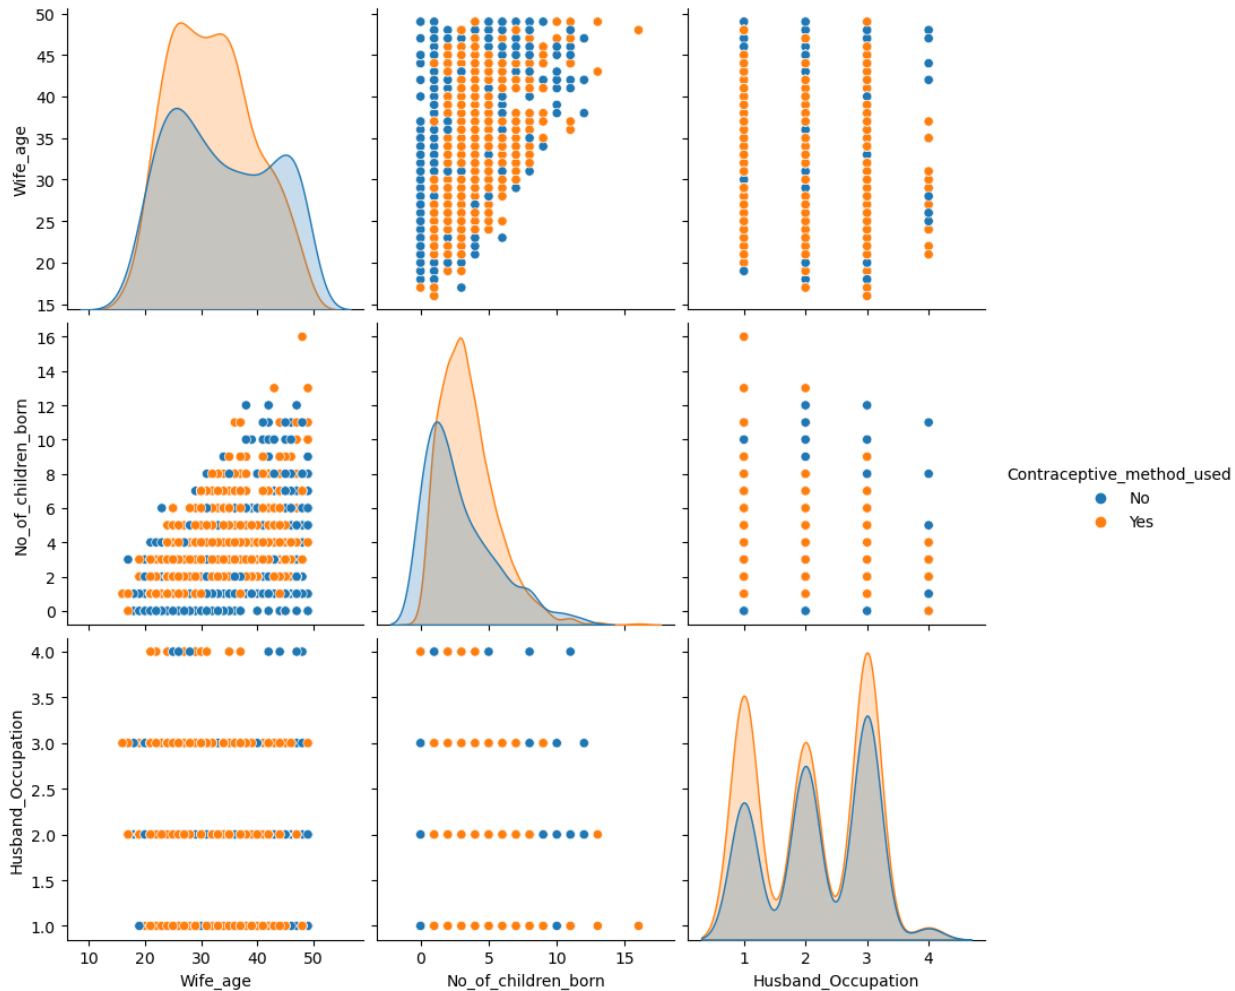 50
45
40
35
30
25
20
15
Wife_age
16
14
12
10
8
6
4
2
0
No_of_children_born
Contraceptive_method_used
No
Yes
4.0
3.5
3.0
2.5
2.0
1.5
1.0
Husband_Occupation
10 20 30 40 50
0 5 10 15
1 2 3 4
Wife_age
No_of_children_born
Husband_Occupation